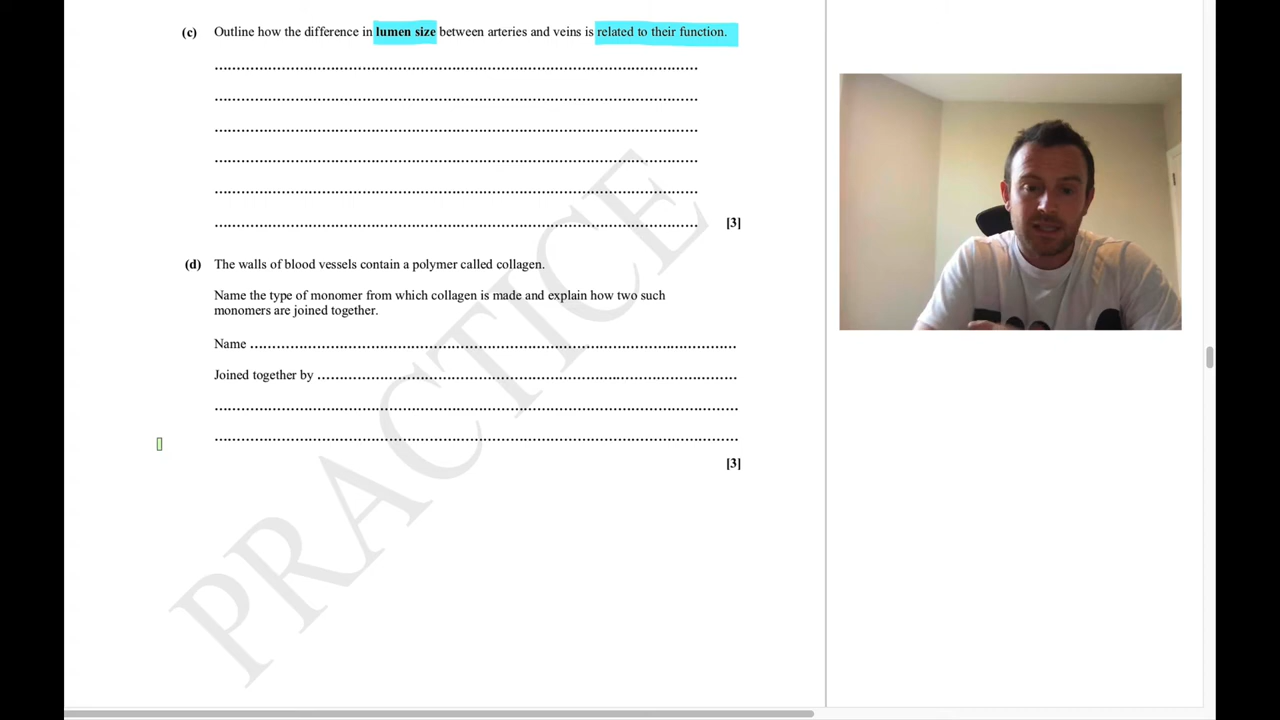 (c) Outline how the difference in lumen size between arteries and veins is related to their function.
[3]
(d) The walls of blood vessels contain a polymer called collagen.
Name the type of monomer from which collagen is made and explain how two such
monomers are joined together.
Name
Joined together by
[3]
PRACTICE